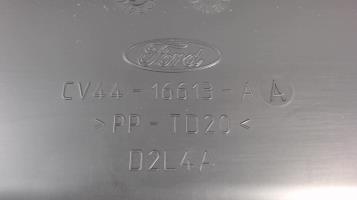 Ford
CV44-16613-A A
>PP-TD20<
D2L4A